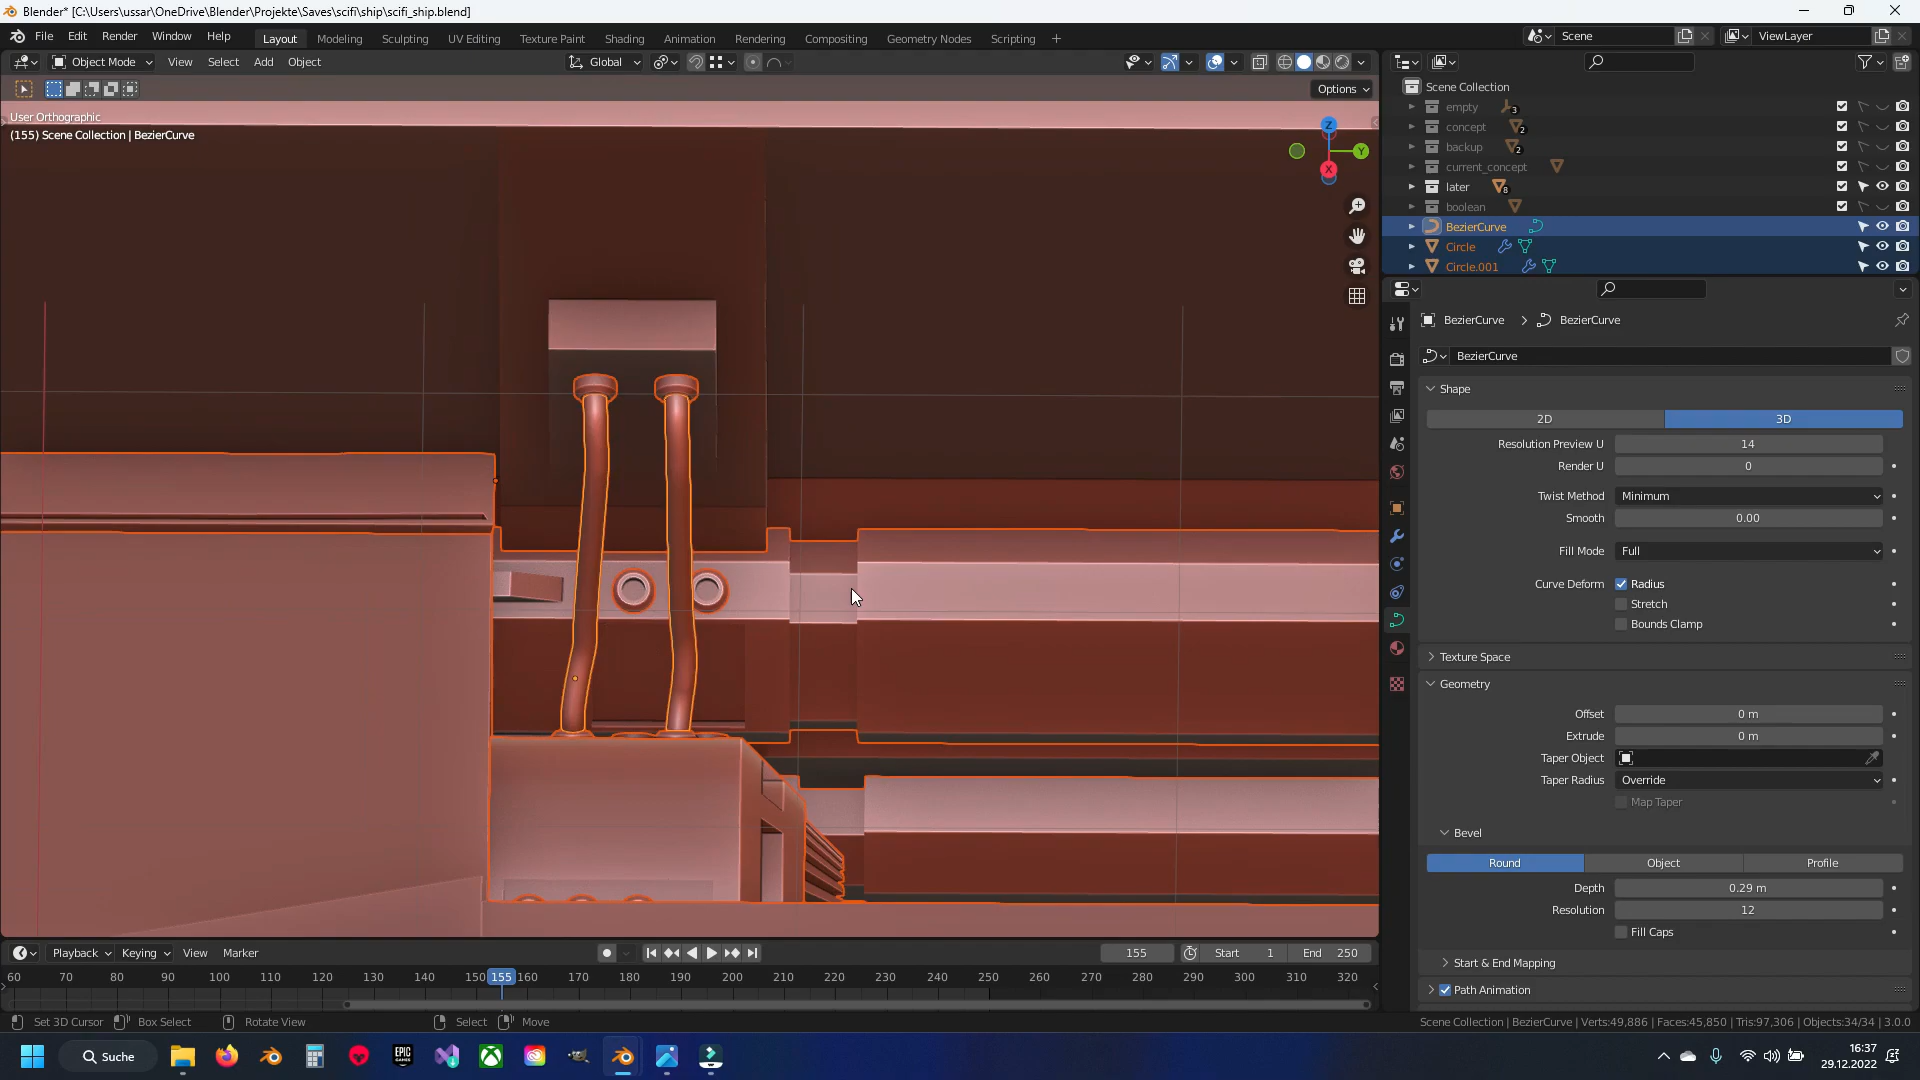 Blender* [C:\Users\ussar\OneDrive\Blender\Projekte\Saves\scifi\ship\scifi_ship.blend]
File Edit Render Window Help
Layout Modeling Sculpting UV Editing Texture Paint Shading Animation Rendering Compositing Geometry Nodes Scripting +
Scene
ViewLayer
Object Mode View Select Add Object
Global
Options
User Orthographic
(155) Scene Collection | BezierCurve
Z
Y
X
Scene Collection
empty 3
concept 2
backup 2
current_concept
later 8
boolean
BezierCurve
Circle
Circle.001
BezierCurve > BezierCurve
BezierCurve
Shape
2D 3D
Resolution Preview U 14
Render U 0
Twist Method Minimum
Smooth 0.00
Fill Mode Full
Curve Deform Radius
Stretch
Bounds Clamp
Texture Space
Geometry
Offset 0 m
Extrude 0 m
Taper Object
Taper Radius Override
Map Taper
Bevel
Round Object Profile
Depth 0.29 m
Resolution 12
Fill Caps
Start & End Mapping
Path Animation
Playback Keying View Marker
155 Start 1 End 250
60 70 80 90 100 110 120 130 140 150 155 160 170 180 190 200 210 220 230 240 250 260 270 280 290 300 310 320
Set 3D Cursor Box Select Rotate View Select Move
Scene Collection | BezierCurve | Verts:49,886 | Faces:45,850 | Tris:97,306 | Objects:34/34 | 3.0.0
Suche
EPIC GAMES
16:37
29.12.2022